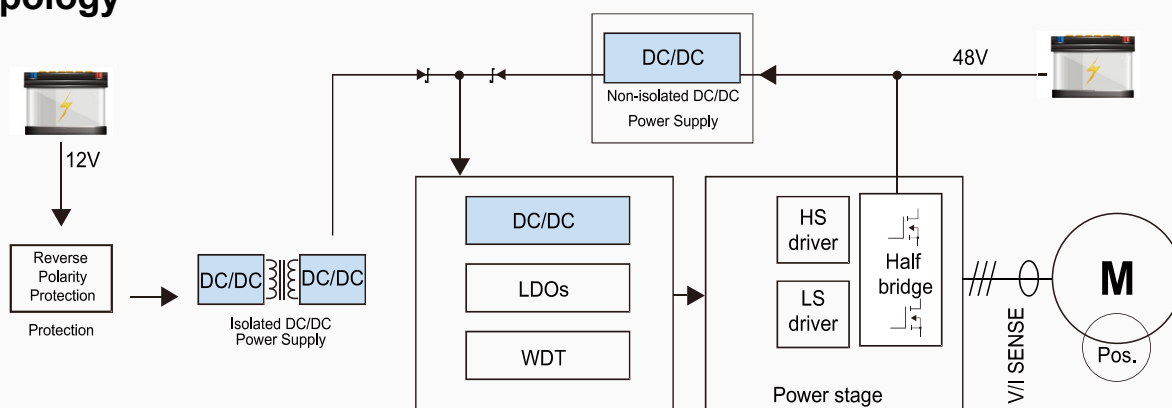 pology
DC/DC
Non-isolated DC/DC
Power Supply
48V
12V
Reverse
Polarity
Protection
Protection
DC/DC
DC/DC
Isolated DC/DC
Power Supply
DC/DC
LDOs
WDT
HS
driver
LS
driver
Half
bridge
Power stage
V/I SENSE
M
Pos.